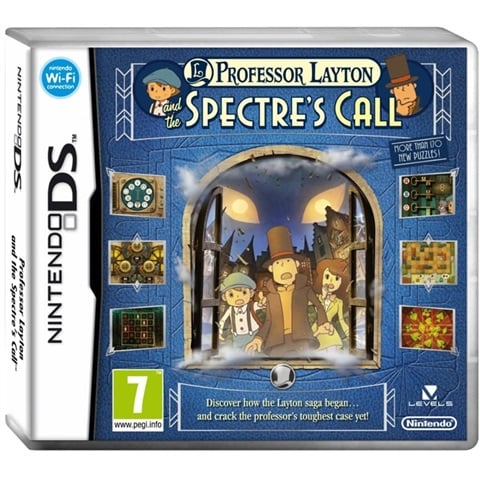 Nintendo
Wi-Fi
connection
NINTENDO DS™
Professor Layton
and the Spectre's Call™
L
PROFESSOR LAYTON
and the
SPECTRE'S CALL
MORE THAN 170
NEW PUZZLES!
7
www.pegi.info
Discover how the Layton saga began...
and crack the professor's toughest case yet!
LEVEL5
Nintendo